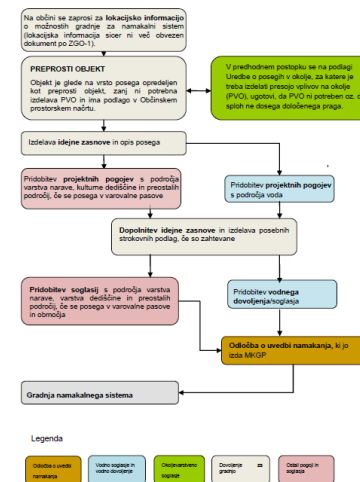 Na občini se zaprosi za lokacijsko informacijo
o možnostih gradnje za namakalni sistem
(lokacijska informacija sicer ni več obvezen
dokument po ZGO-1).
PREPROSTI OBJEKT
Objekt je glede na vrsto posega opredeljen
kot preprosti objekt, zanj ni potrebna
izdelava PVO in ima podlago v Občinskem
prostorskem načrtu.
V predhodnem postopku se na podlagi
Uredbe o posegih v okolje, za katere je
treba izdelati presojo vplivov na okolje
(PVO), ugotovi, da PVO ni potreben oz.
sploh ne dosega določenega praga.
Izdelava idejne zasnove in opis posega
Pridobitev projektnih pogojev s področja
varstva narave, kulturne dediščine in preostalih
področij, če se posega v varovalne pasove
Pridobitev projektnih pogojev
s področja voda
Dopolnitev idejne zasnove in izdelava posebnih
strokovnih podlag, če so zahtevane
Pridobitev soglasij s področja varstva
narave, varstva dediščine in preostalih
področij, če se posega v varovalne pasove
in območja
Pridobitev vodnega
dovoljenja/soglasja
Odločba o uvedbi namakanja, ki jo
izda MKGP
Gradnja namakalnega sistema
Legenda
Odločba o uvedbi
namakanja
Vodno soglasje in
vodno dovoljenje
Okoljevarstveno
soglasje
Dovoljenje za
gradnjo
Ostali pogoji in
soglasja